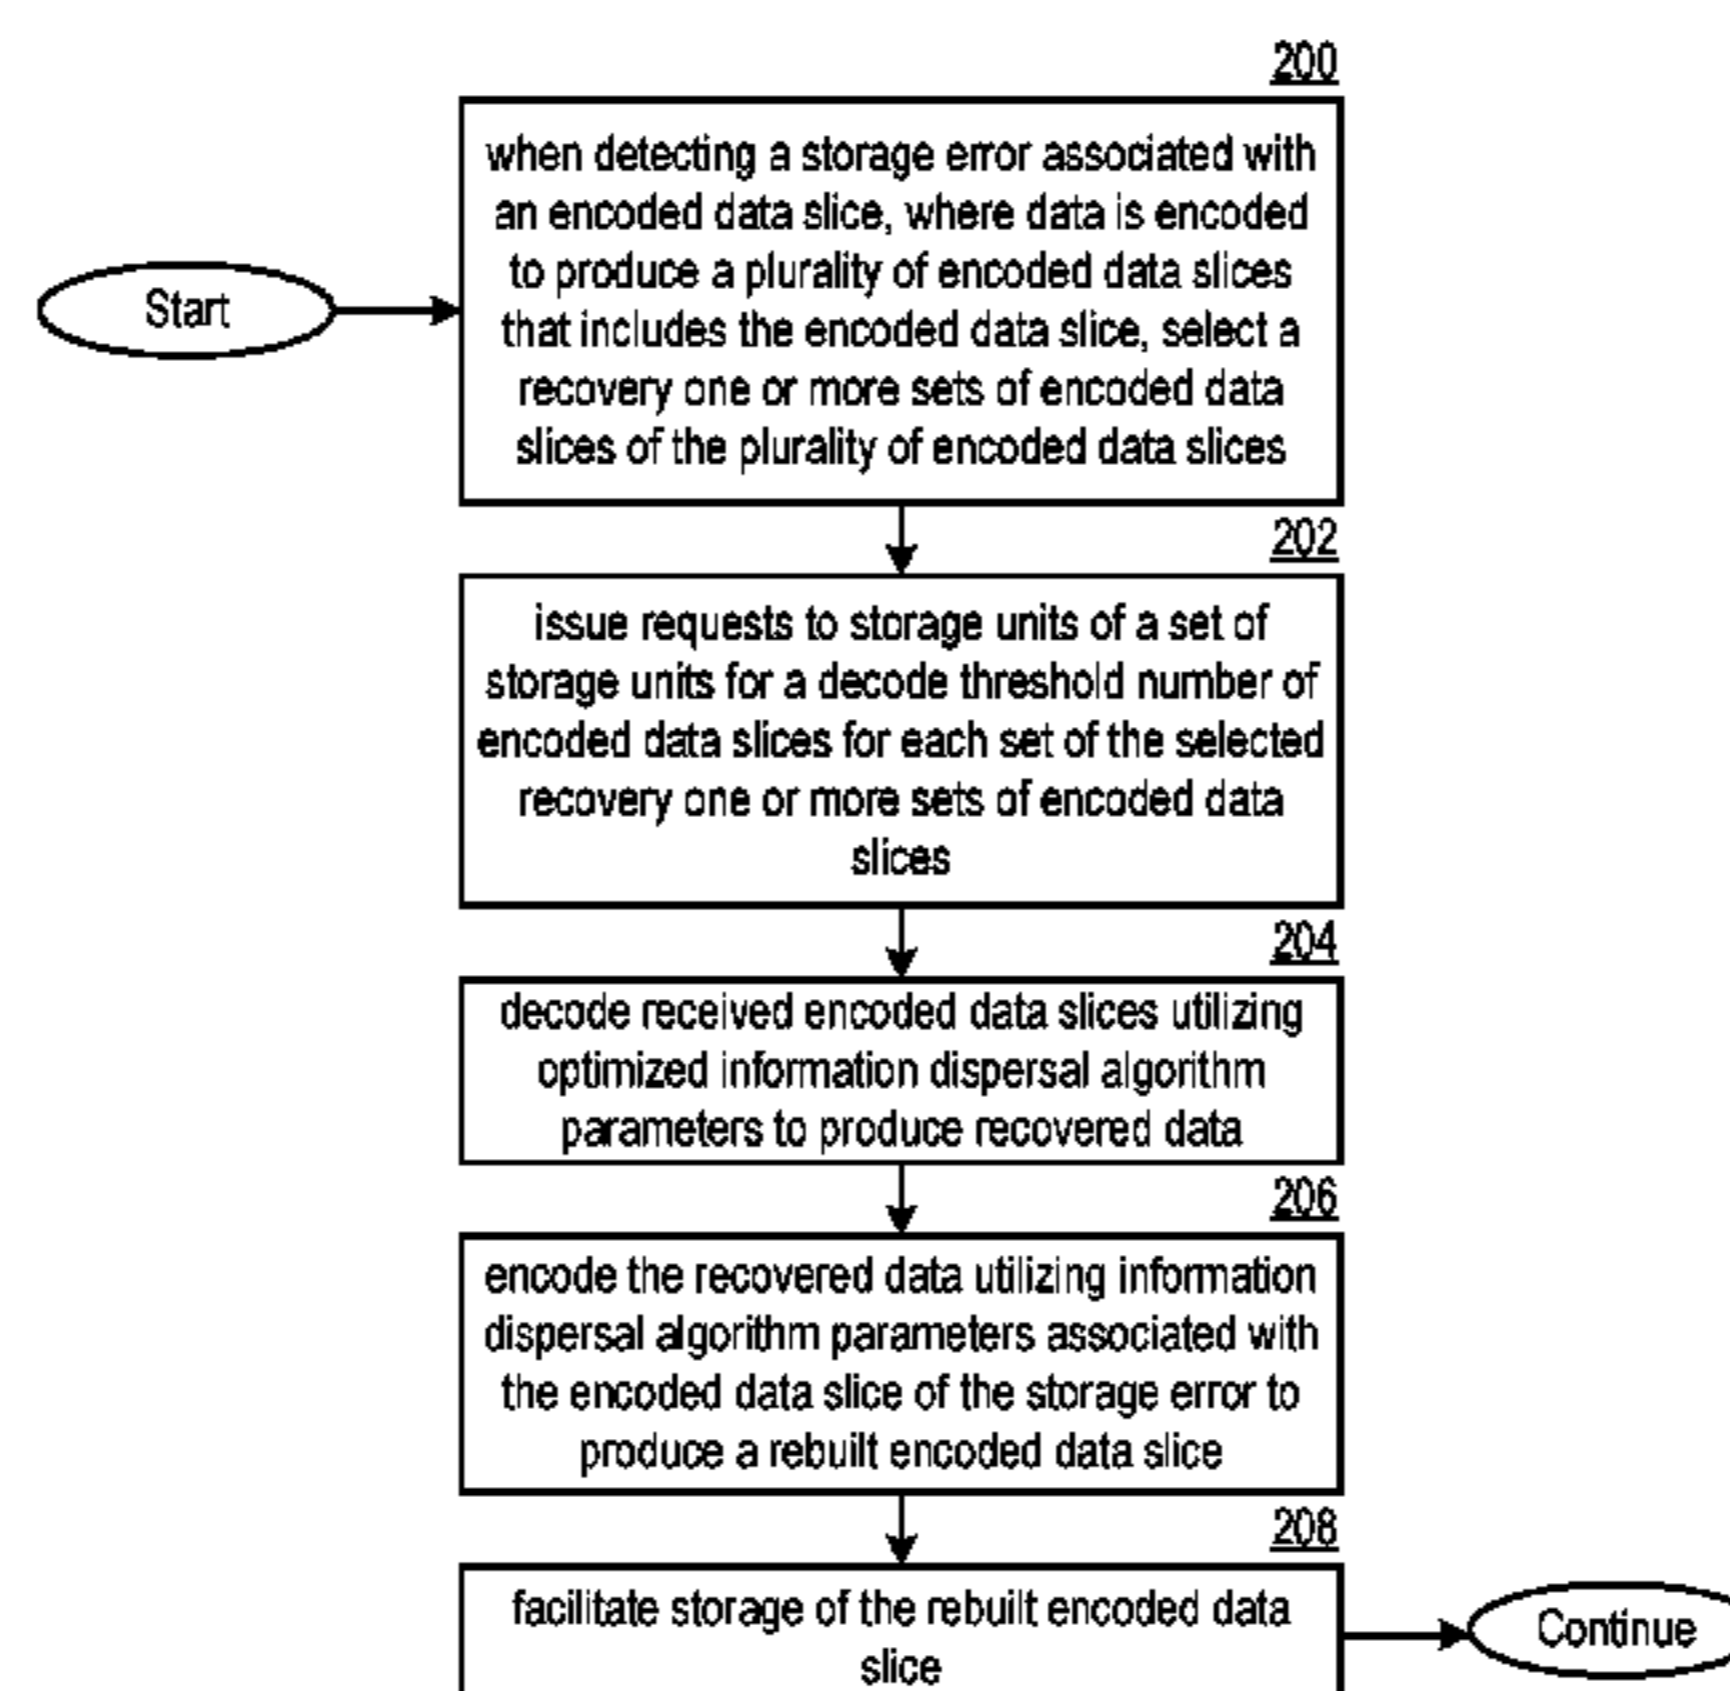 200
when detecting a storage error associated with
an encoded data slice, where data is encoded
to produce a plurality of encoded data slices
that includes the encoded data slice, select a
recovery one or more sets of encoded data
slices of the plurality of encoded data slices
Start
202
issue requests to storage units of a set of
storage units for a decode threshold number of
encoded data slices for each set of the selected
recovery one or more sets of encoded data
slices
204
decode received encoded data slices utilizing
optimized information dispersal algorithm
parameters to produce recovered data
206
encode the recovered data utilizing information
dispersal algorithm parameters associated with
the encoded data slice of the storage error to
produce a rebuilt encoded data slice
208
facilitate storage of the rebuilt encoded data
slice
Continue